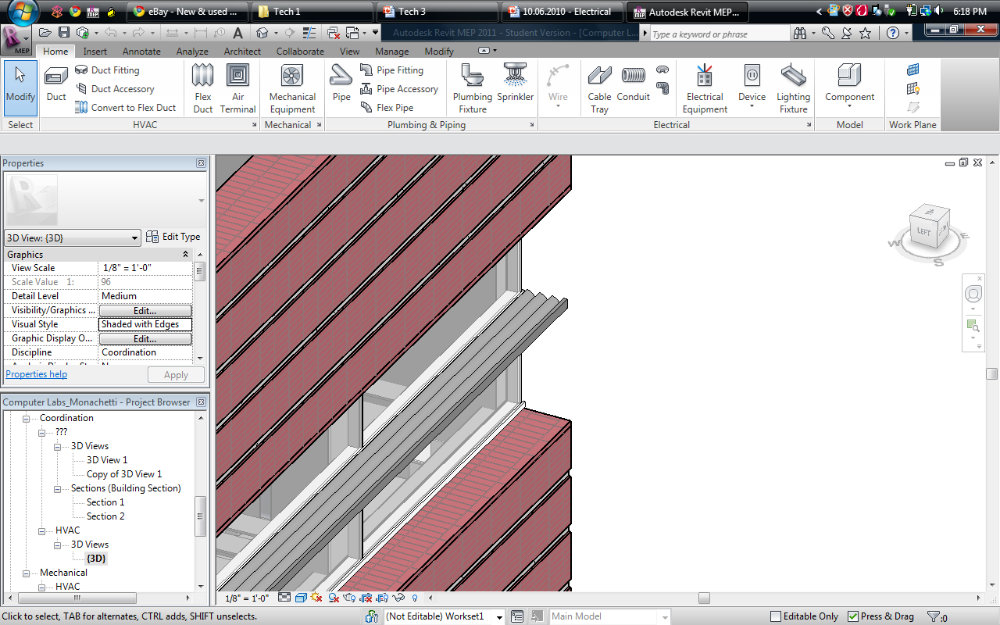 eBay - New & used ...
Tech 1
Tech 3
10.06.2010 - Electrical
Autodesk Revit MEP...
6:18 PM
MEP
Autodesk Revit MEP 2011 - Student Version - [Computer L...
Type a keyword or phrase
Home Insert Annotate Analyze Architect Collaborate View Manage Modify
Modify
Select
Duct
Duct Fitting
Duct Accessory
Convert to Flex Duct
Flex
Duct
Air
Terminal
HVAC
Mechanical
Equipment
Mechanical
Pipe
Pipe Fitting
Pipe Accessory
Flex Pipe
Plumbing
Fixture
Sprinkler
Plumbing & Piping
Wire
Cable
Tray
Conduit
Electrical
Equipment
Device
Lighting
Fixture
Electrical
Component
Model
Work Plane
Properties
3D View: {3D}
Edit Type
Graphics
View Scale 1/8" = 1'-0"
Scale Value 1: 96
Detail Level Medium
Visibility/Graphics ... Edit...
Visual Style Shaded with Edges
Graphic Display O... Edit...
Discipline Coordination
Properties help
Apply
Computer Labs_Monachetti - Project Browser
Coordination
???
3D Views
3D View 1
Copy of 3D View 1
Sections (Building Section)
Section 1
Section 2
HVAC
3D Views
{3D}
Mechanical
HVAC
LEFT
W
E
S
1/8" = 1'-0"
Click to select, TAB for alternates, CTRL adds, SHIFT unselects.
(Not Editable) Workset1
Main Model
Editable Only
Press & Drag
:0